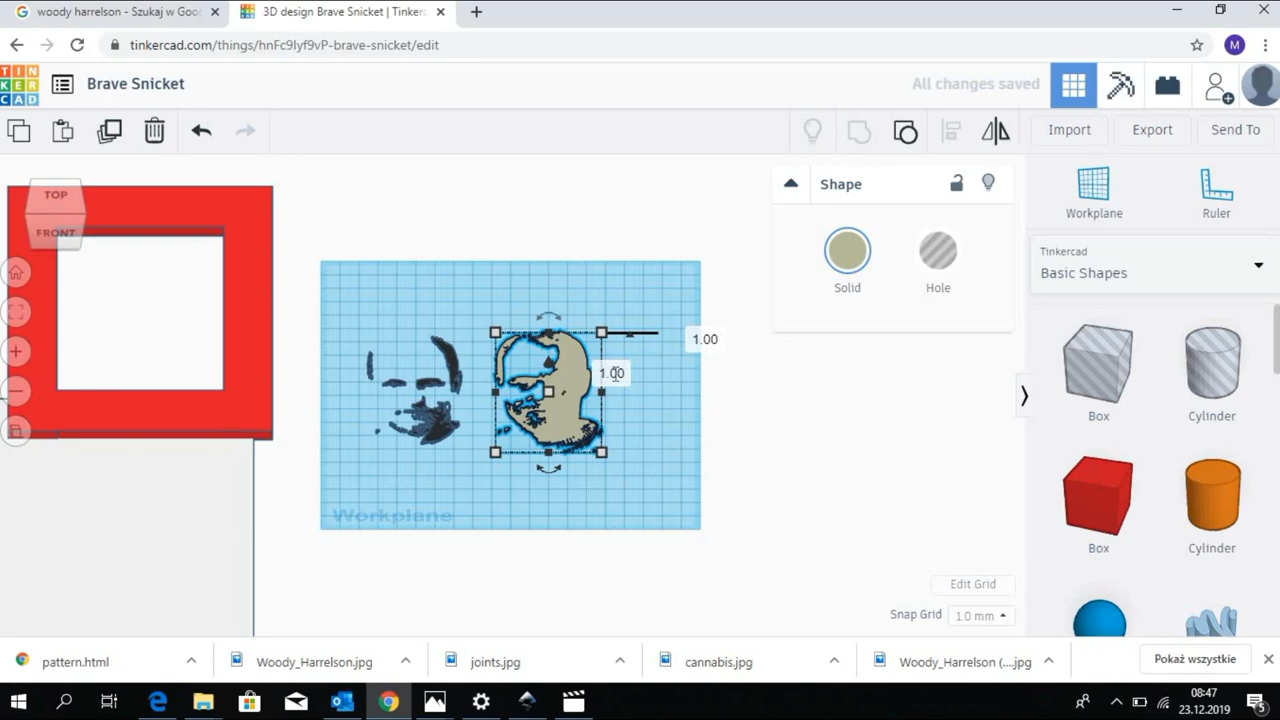 woody harrelson - Szukaj w Goo
3D design Brave Snicket | Tinkerc
tinkercad.com/things/hnFc9lyf9vP-brave-snicket/edit
M
TIN
KER
CAD
Brave Snicket
All changes saved
Import
Export
Send To
TOP
FRONT
Shape
Solid
Hole
Workplane
Ruler
Tinkercad
Basic Shapes
1.00
1.00
Box
Cylinder
Box
Cylinder
Workplane
Edit Grid
Snap Grid
1.0 mm
pattern.html
Woody_Harrelson.jpg
joints.jpg
cannabis.jpg
Woody_Harrelson (....jpg
Pokaż wszystkie
08:47
23.12.2019
5